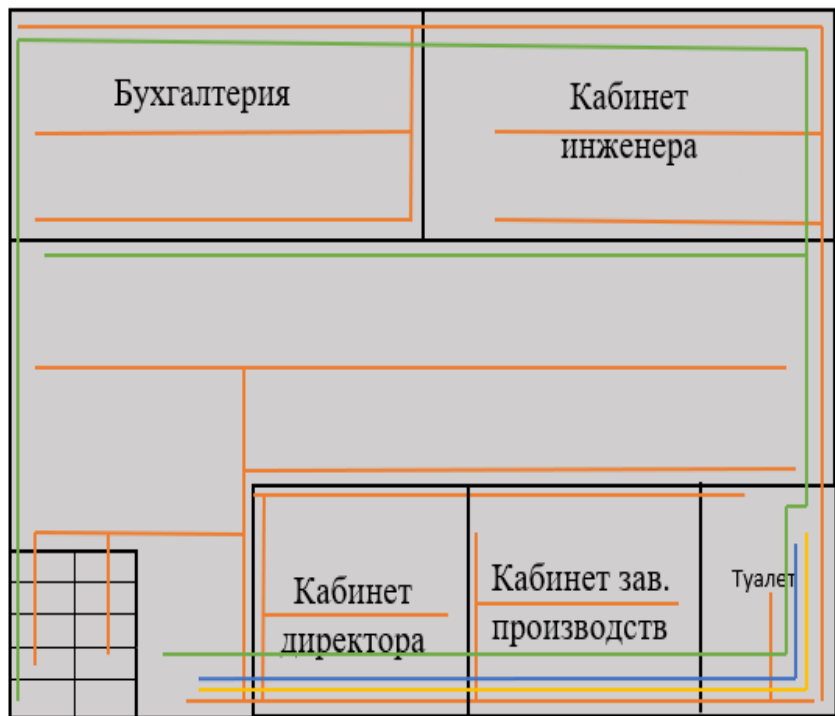 Бухгалтерия
Кабинет
инженера
Кабинет
директора
Кабинет зав.
производств
Туалет